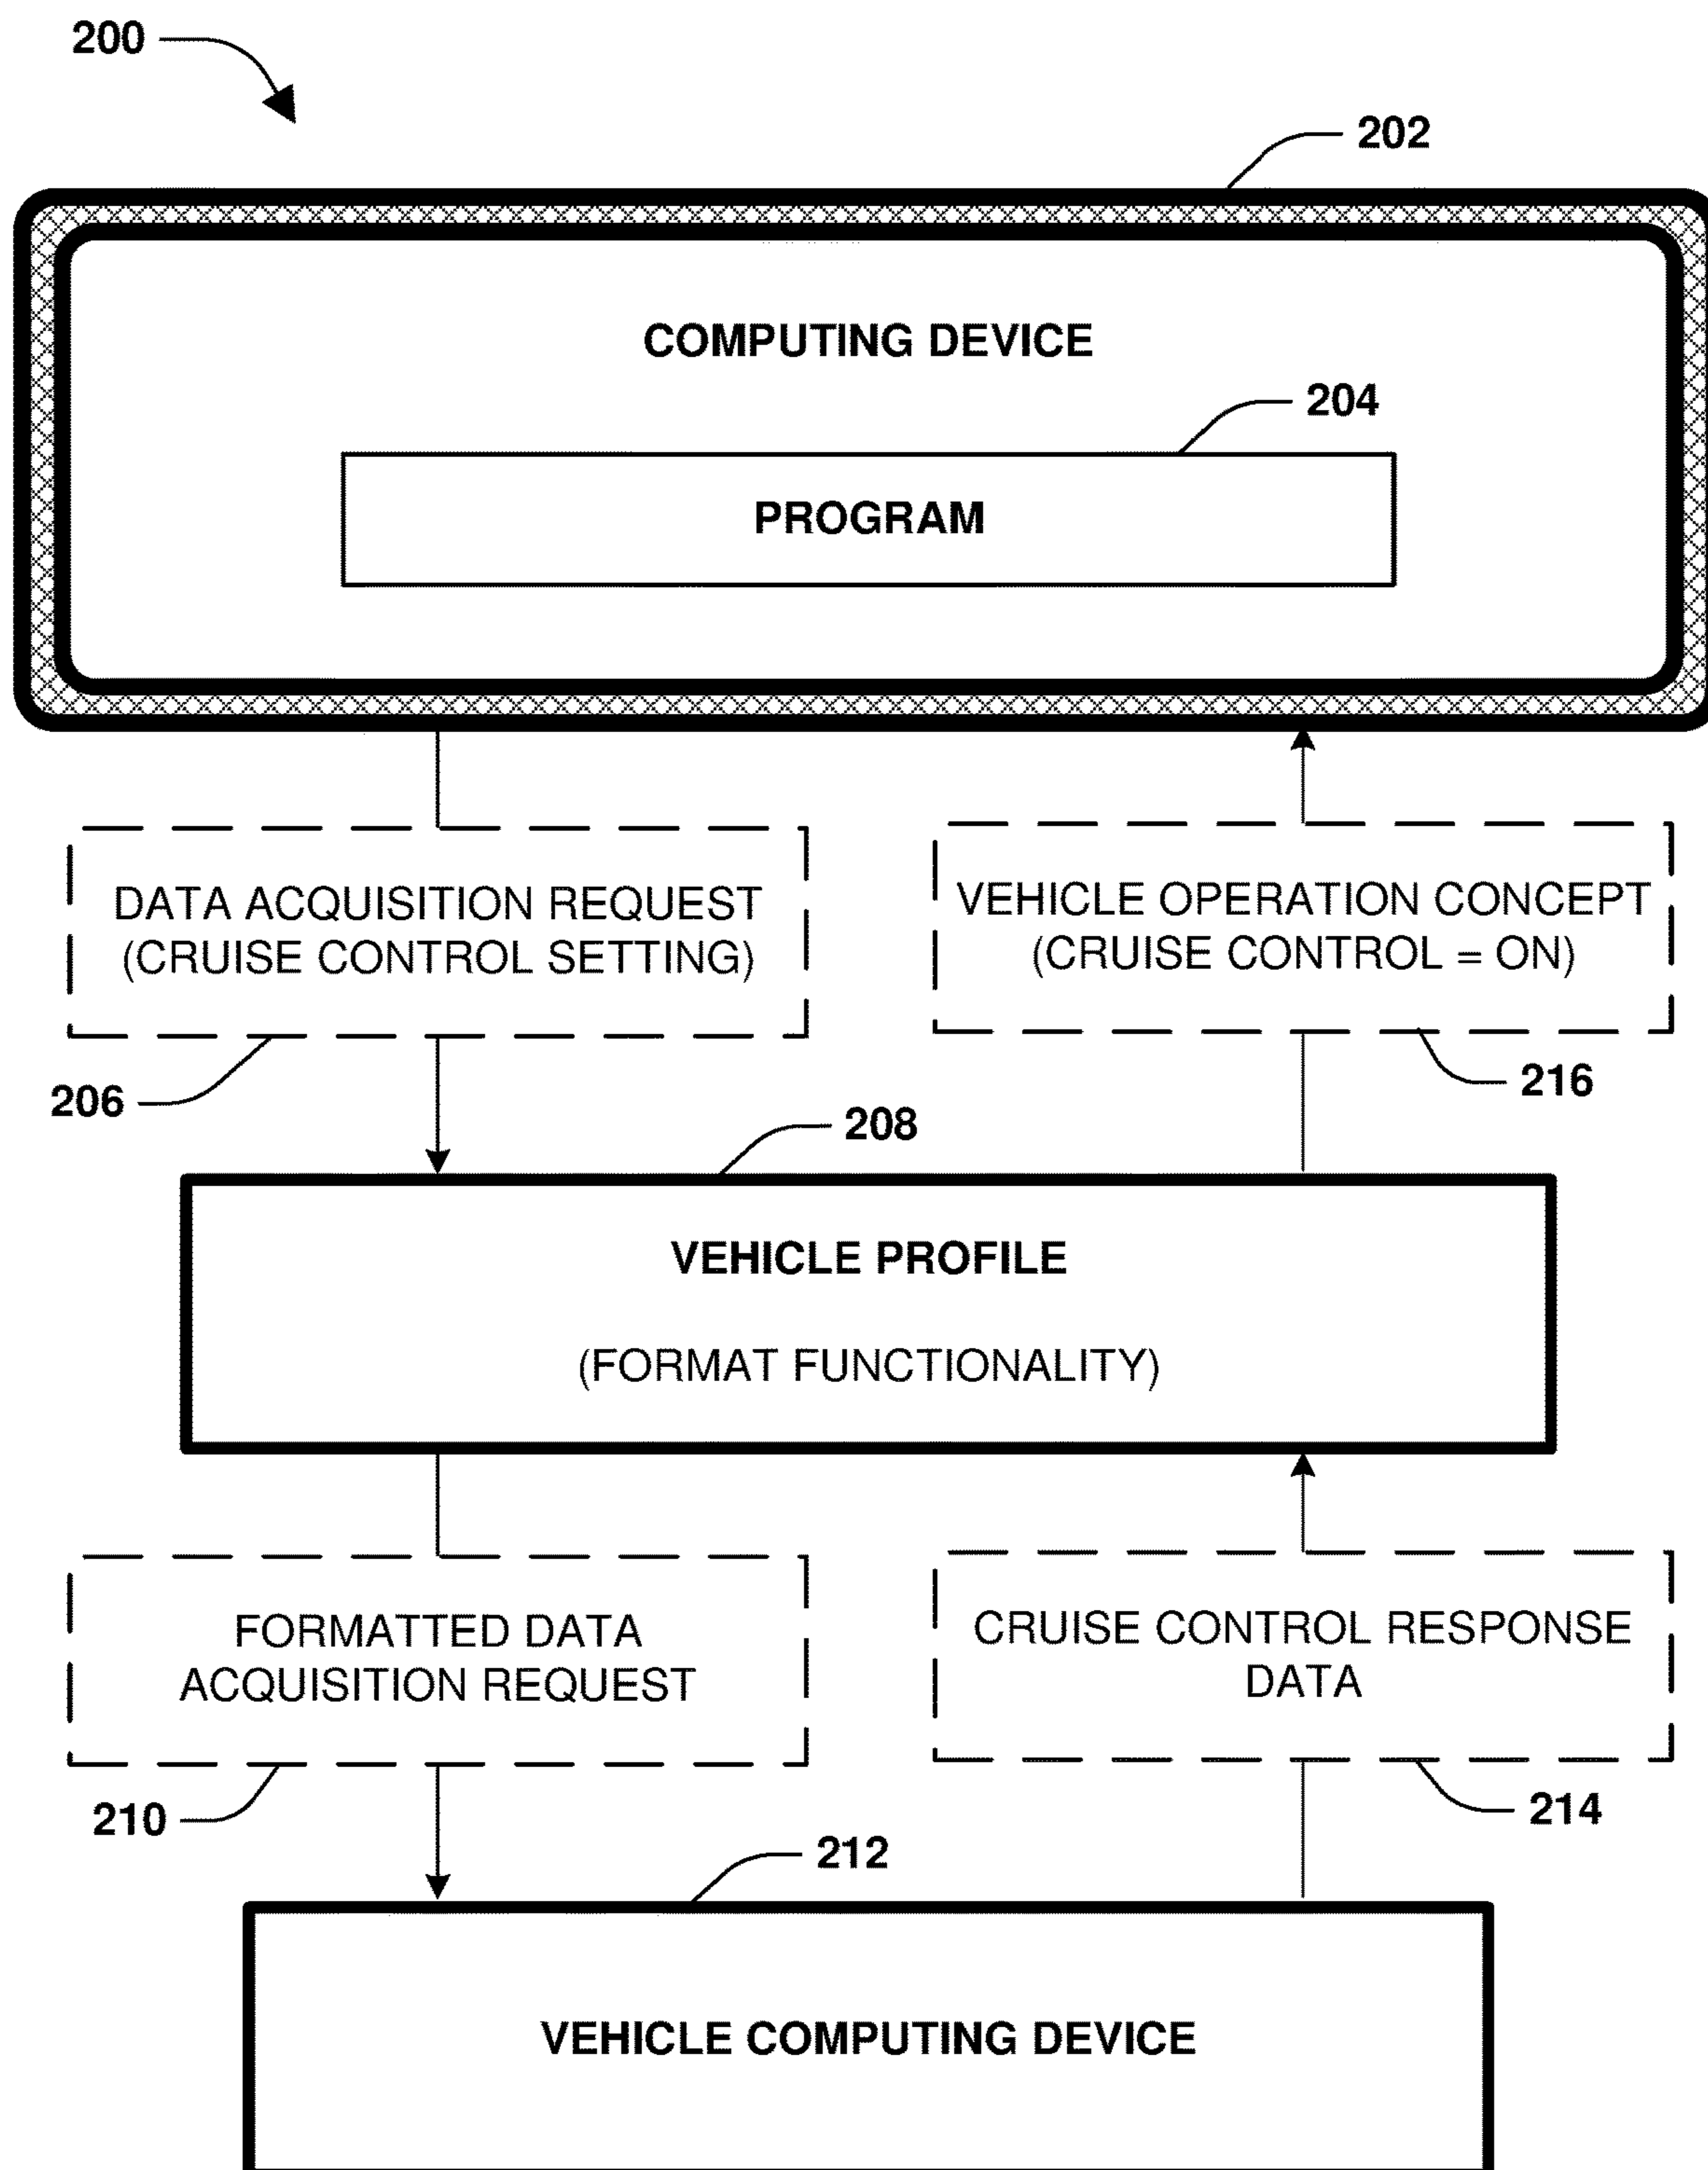 200
202
COMPUTING DEVICE
204
PROGRAM
DATA ACQUISITION REQUEST
(CRUISE CONTROL SETTING)
VEHICLE OPERATION CONCEPT
(CRUISE CONTROL = ON)
206
216
208
VEHICLE PROFILE
(FORMAT FUNCTIONALITY)
FORMATTED DATA
ACQUISITION REQUEST
CRUISE CONTROL RESPONSE
DATA
210
214
212
VEHICLE COMPUTING DEVICE